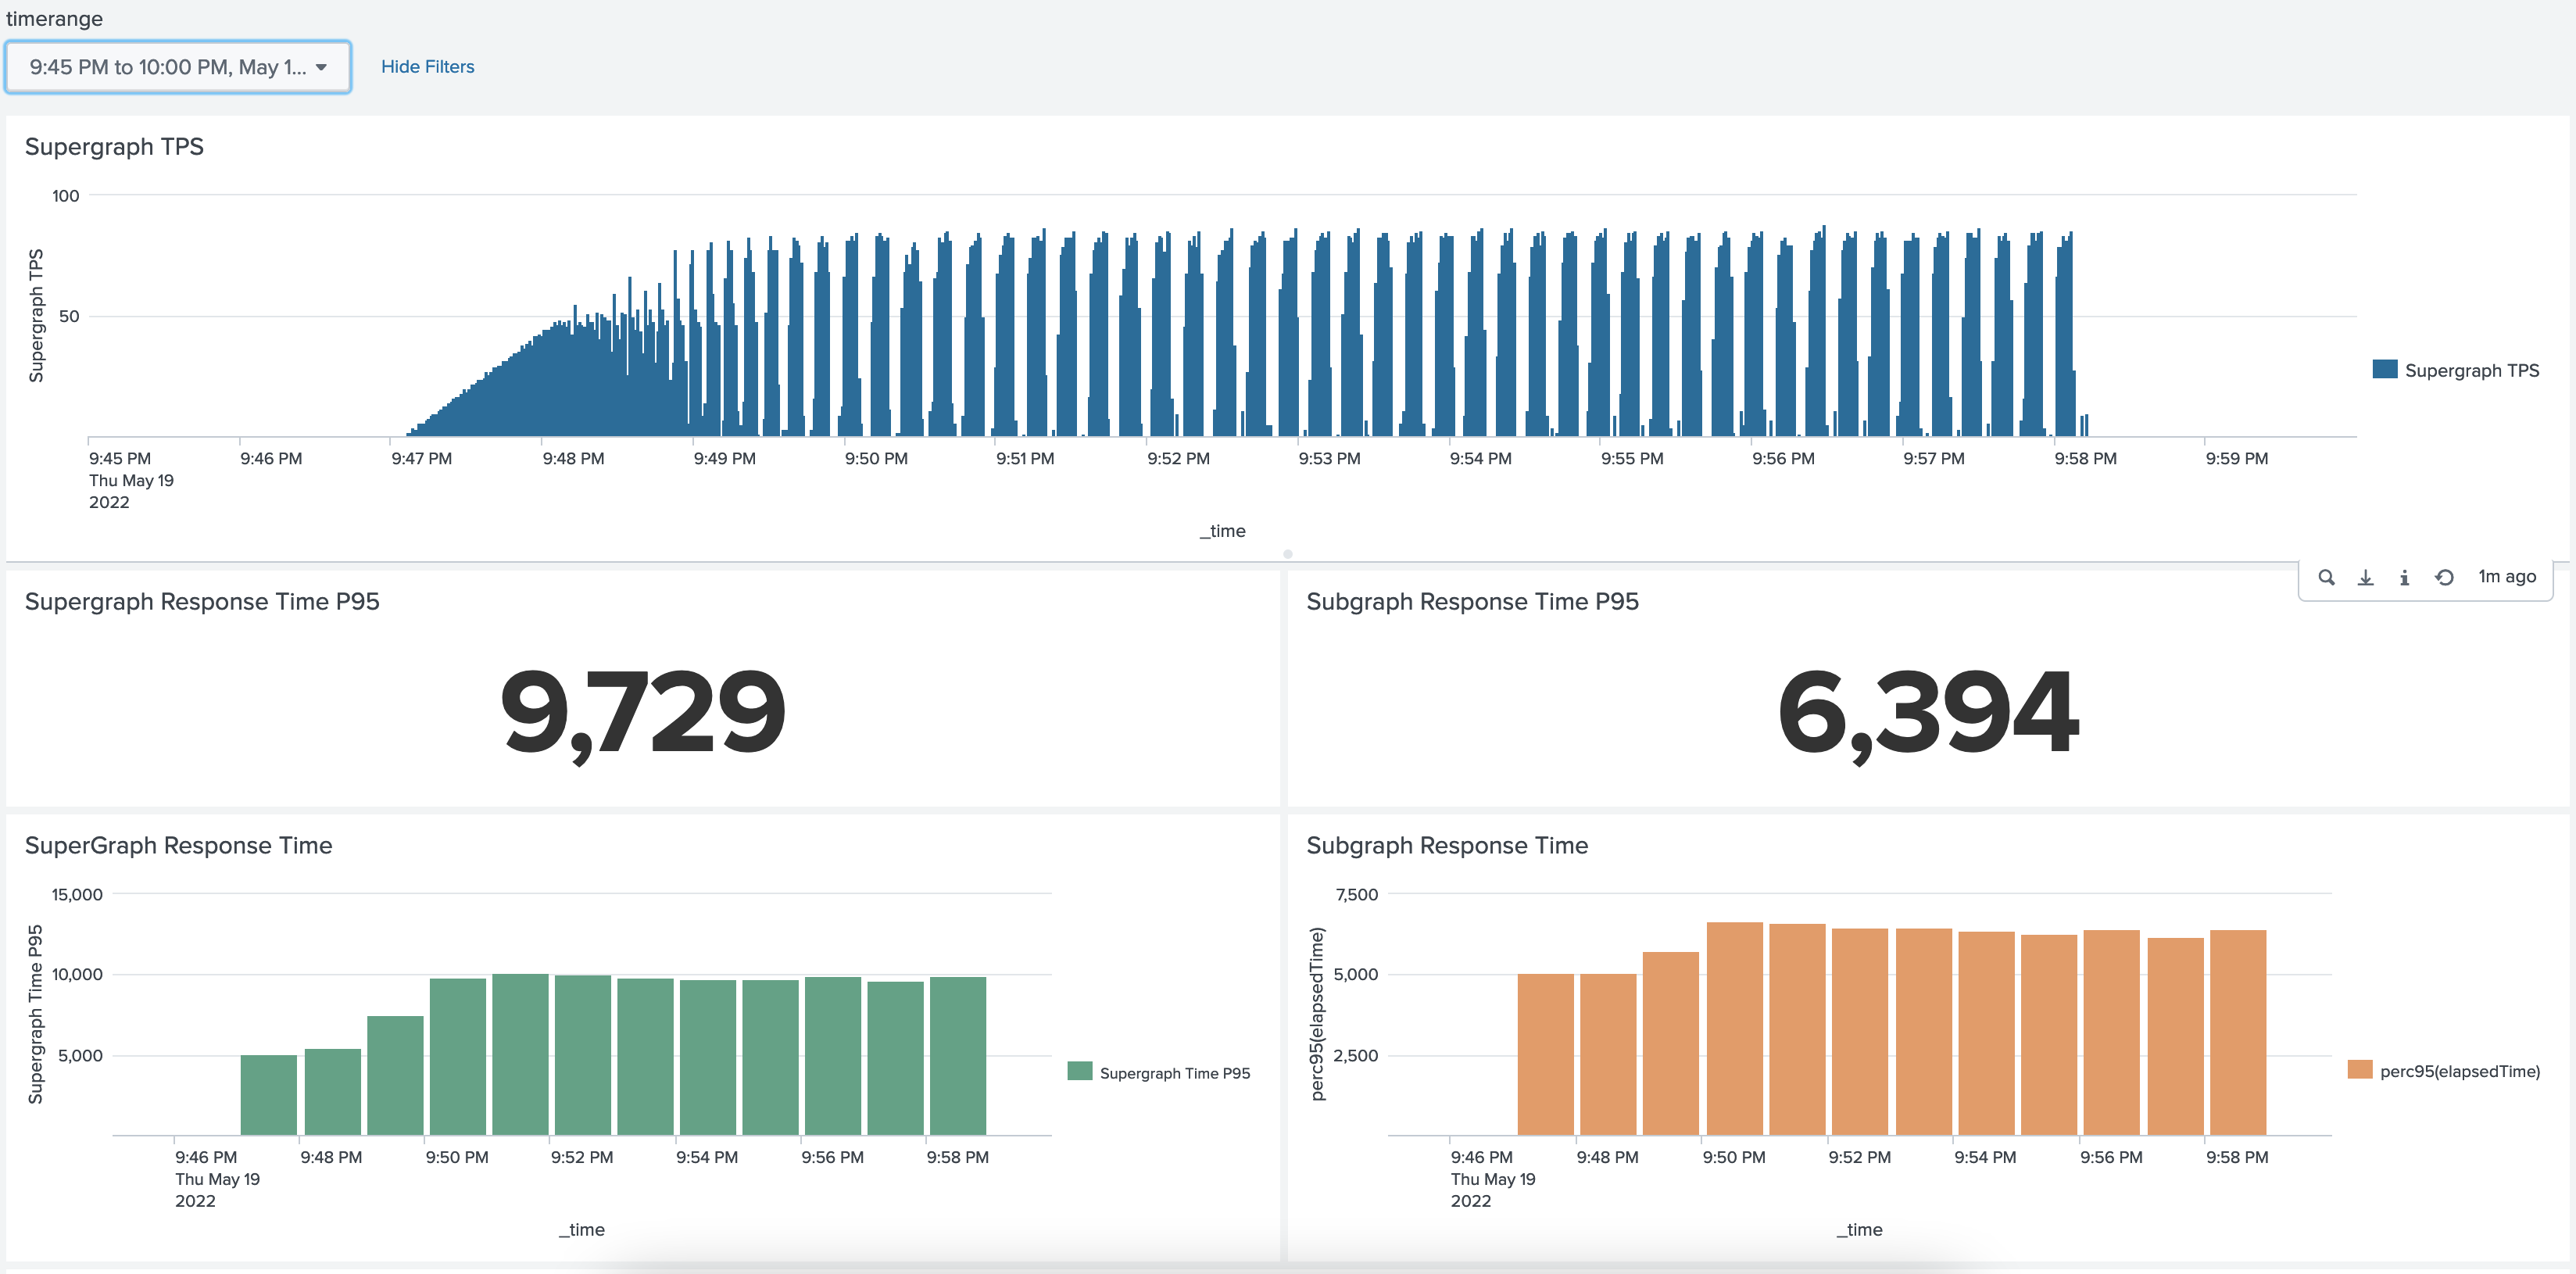 timerange
9:45 PM to 10:00 PM, May 1...
Hide Filters
Supergraph TPS
100
50
Supergraph TPS
Supergraph TPS
9:45 PM 9:46 PM 9:47 PM 9:48 PM 9:49 PM 9:50 PM 9:51 PM 9:52 PM 9:53 PM 9:54 PM 9:55 PM 9:56 PM 9:57 PM 9:58 PM 9:59 PM
Thu May 19
2022
_time
1m ago
Supergraph Response Time P95
9,729
Subgraph Response Time P95
6,394
SuperGraph Response Time
15,000
10,000
5,000
Supergraph Time P95
Supergraph Time P95
9:46 PM 9:48 PM 9:50 PM 9:52 PM 9:54 PM 9:56 PM 9:58 PM
Thu May 19
2022
_time
Subgraph Response Time
7,500
5,000
2,500
perc95(elapsedTime)
perc95(elapsedTime)
9:46 PM 9:48 PM 9:50 PM 9:52 PM 9:54 PM 9:56 PM 9:58 PM
Thu May 19
2022
_time